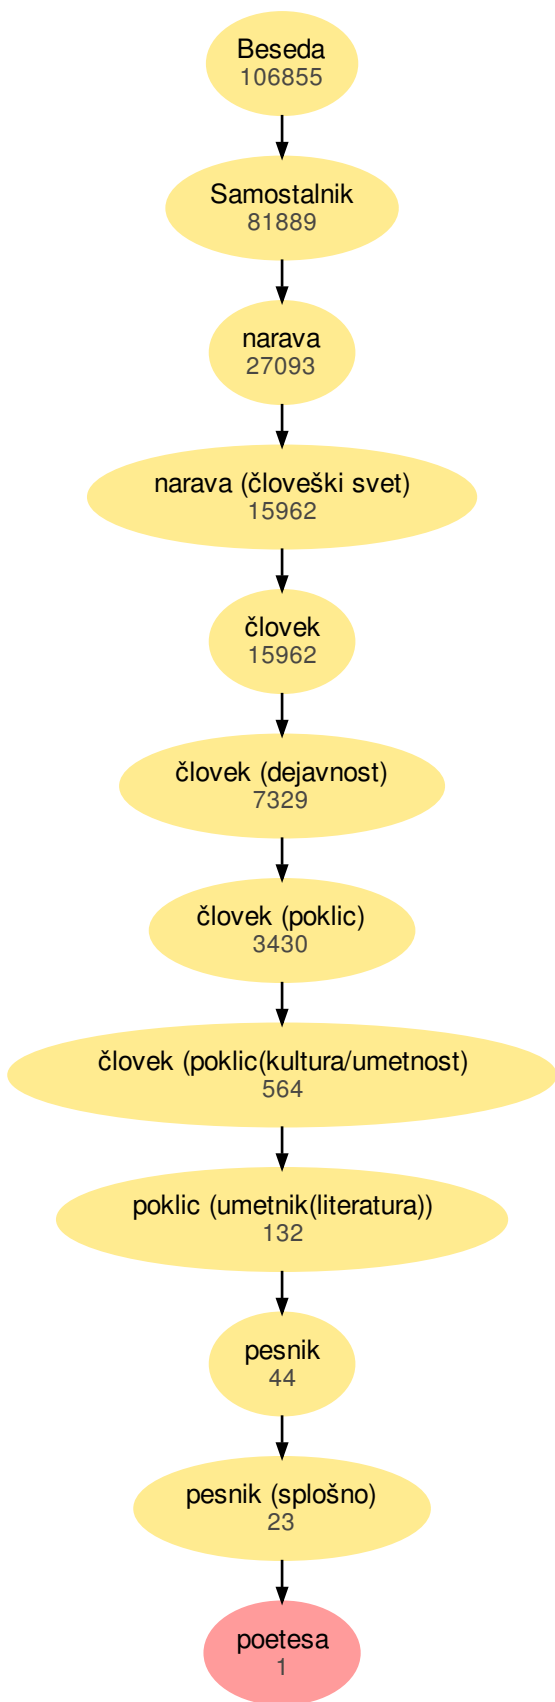 Beseda
106855
Samostalnik
81889
narava
27093
narava (človeški svet)
15962
človek
15962
človek (dejavnost)
7329
človek (poklic)
3430
človek (poklic(kultura/umetnost)
564
poklic (umetnik(literatura))
132
pesnik
44
pesnik (splošno)
23
poetesa
1